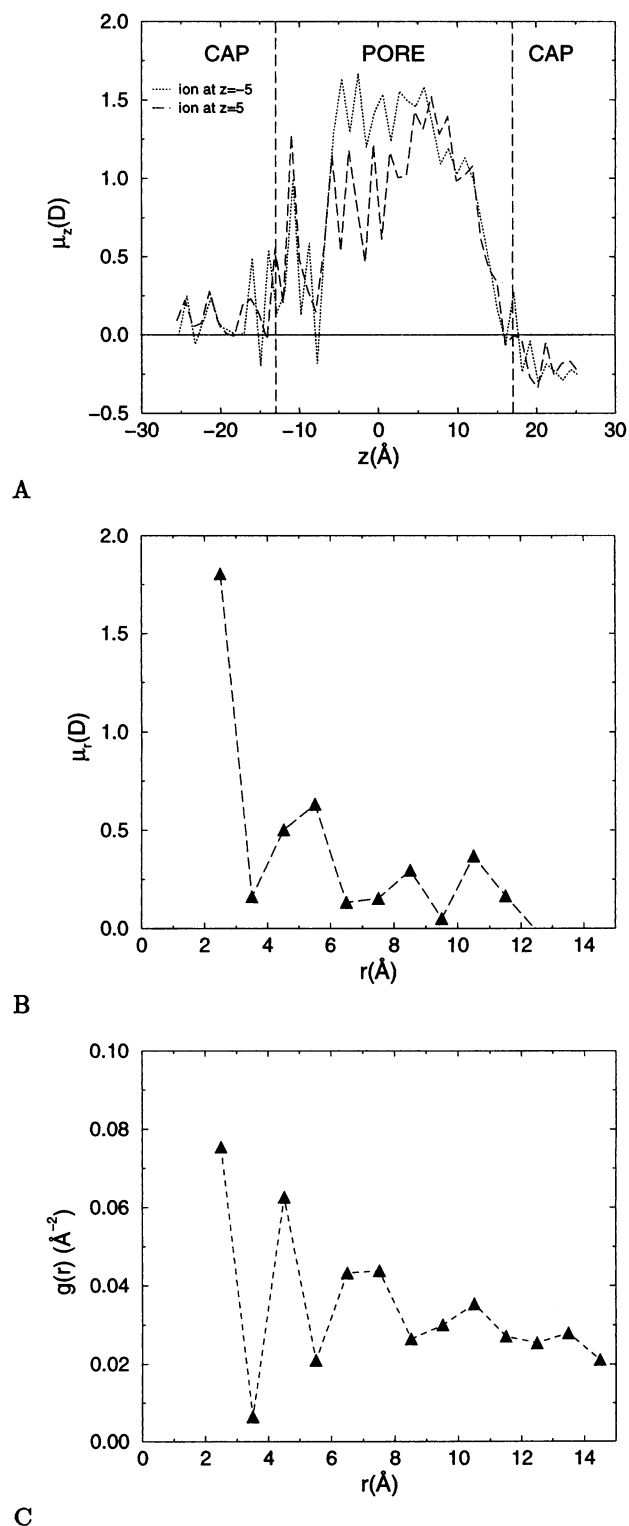 2.0
CAP PORE CAP
ion at z=−5
ion at z=5
1.5
1.0
0.5
0.0
−0.5
μz(D)
−30 −20 −10 0 10 20 30
z(Å)
A
2.0
1.5
1.0
0.5
0.0
μr(D)
0 2 4 6 8 10 12 14
r(Å)
B
0.10
0.08
0.06
0.04
0.02
0.00
g(r) (Å⁻²)
0 2 4 6 8 10 12 14
r(Å)
C